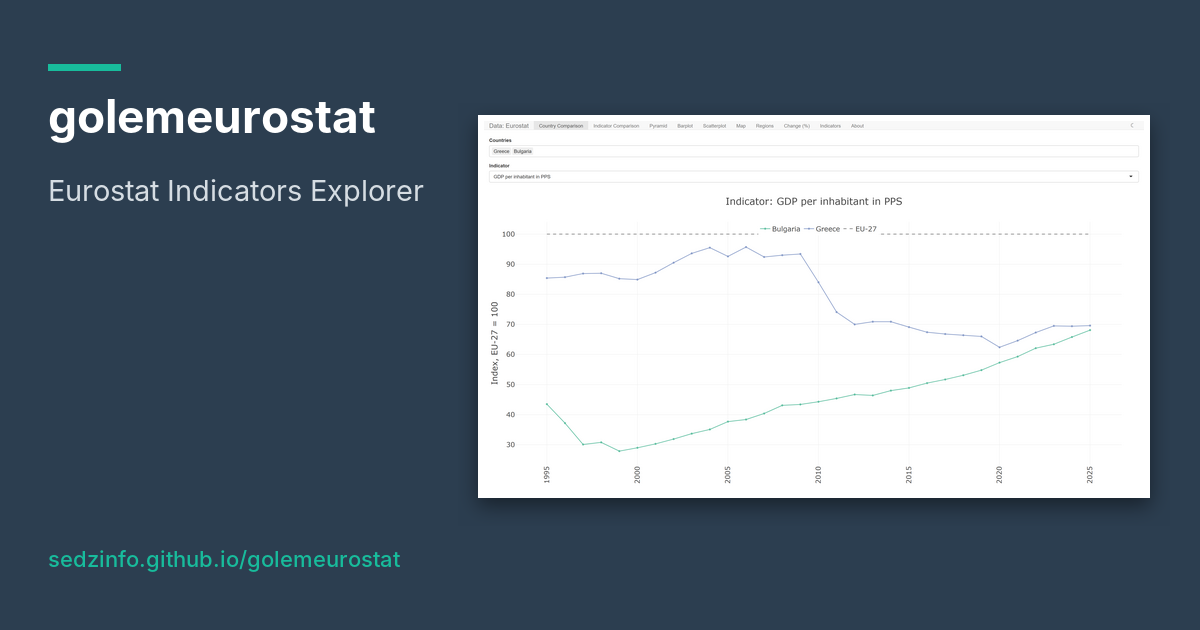 golemeurostat
Eurostat Indicators Explorer
Data: Eurostat Country Comparison Indicator Comparison Pyramid Barplot Scatterplot Map Regions Change (%) Indicators About
Countries
Greece Bulgaria
Indicator
GDP per inhabitant in PPS
Indicator: GDP per inhabitant in PPS
Bulgaria Greece EU-27
100
90
80
70
60
50
40
30
Index, EU-27 = 100
1995 2000 2005 2010 2015 2020 2025
sedzinfo.github.io/golemeurostat